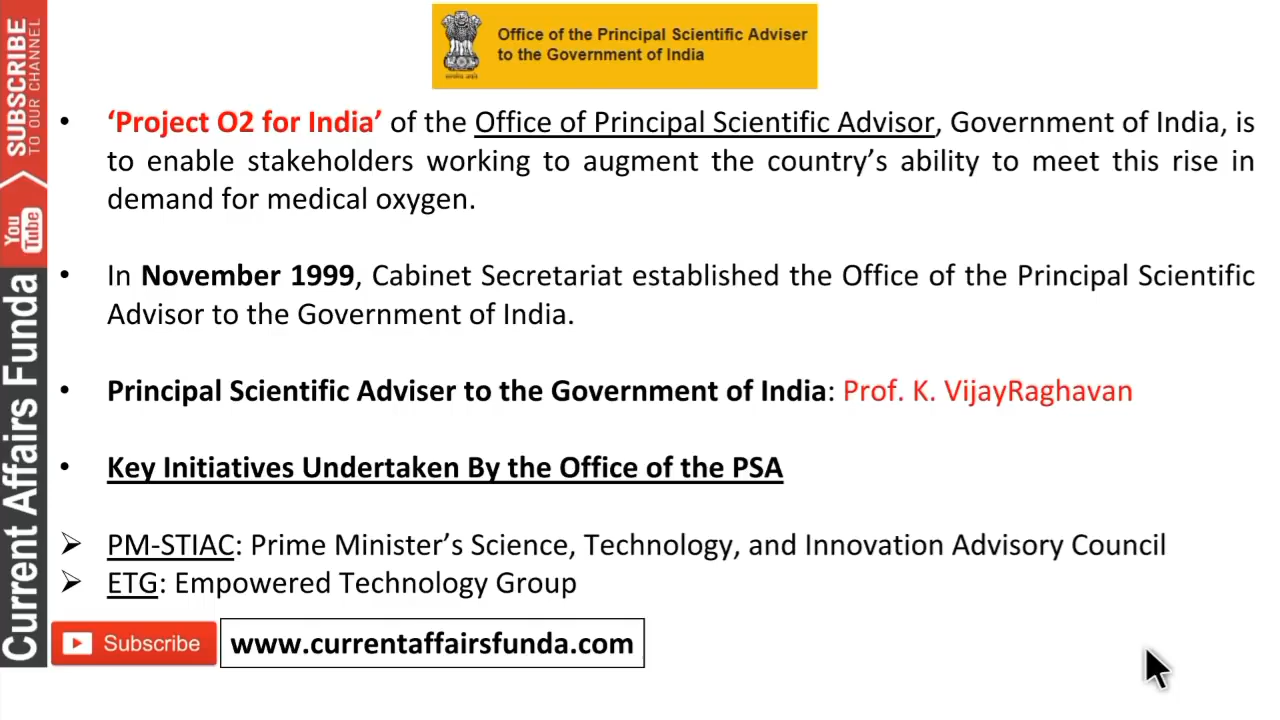 Office of the Principal Scientific Adviser
to the Government of India
• ‘Project O2 for India’ of the Office of Principal Scientific Advisor, Government of India, is
to enable stakeholders working to augment the country’s ability to meet this rise in
demand for medical oxygen.
• In November 1999, Cabinet Secretariat established the Office of the Principal Scientific
Advisor to the Government of India.
• Principal Scientific Adviser to the Government of India: Prof. K. VijayRaghavan
• Key Initiatives Undertaken By the Office of the PSA
➢ PM-STIAC: Prime Minister’s Science, Technology, and Innovation Advisory Council
➢ ETG: Empowered Technology Group
Subscribe
www.currentaffairsfunda.com
SUBSCRIBE
TO OUR CHANNEL
You
Tube
Current Affairs Funda